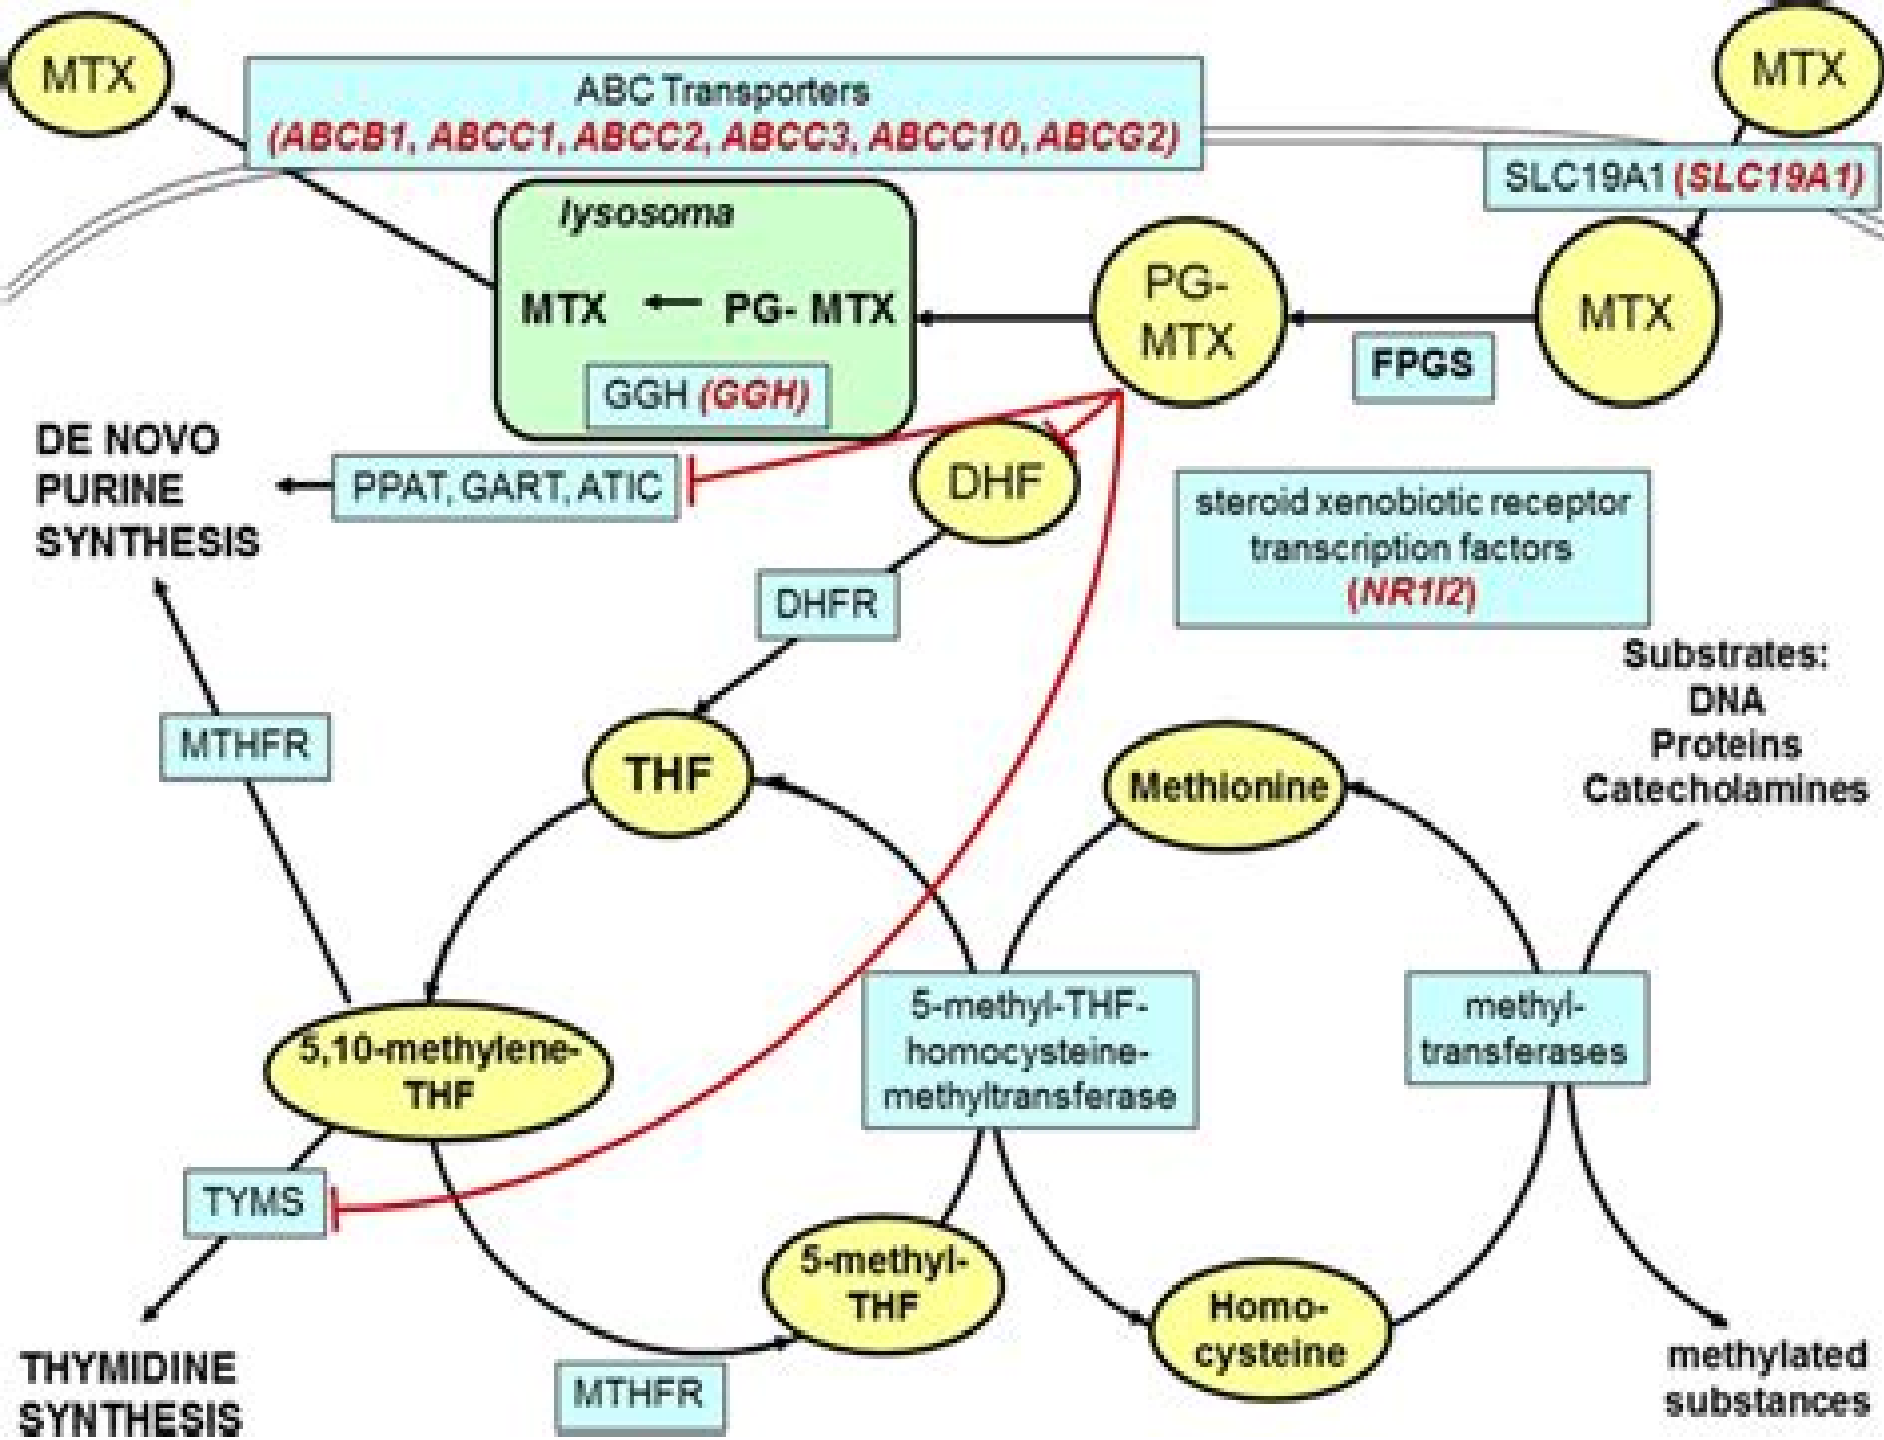 MTX
ABC Transporters
(ABCB1, ABCC1, ABCC2, ABCC3, ABCC10, ABCG2)
MTX
SLC19A1 (SLC19A1)
lysosoma
MTX
PG- MTX
GGH (GGH)
PG-
MTX
FPGS
MTX
DE NOVO
PURINE
SYNTHESIS
PPAT, GART, ATIC
DHF
steroid xenobiotic receptor
transcription factors
(NR1I2)
DHFR
Substrates:
DNA
Proteins
Catecholamines
MTHFR
THF
Methionine
5,10-methylene-
THF
5-methyl-THF-
homocysteine-
methyltransferase
methyl-
transferases
TYMS
5-methyl-
THF
Homo-
cysteine
THYMIDINE
SYNTHESIS
MTHFR
methylated
substances